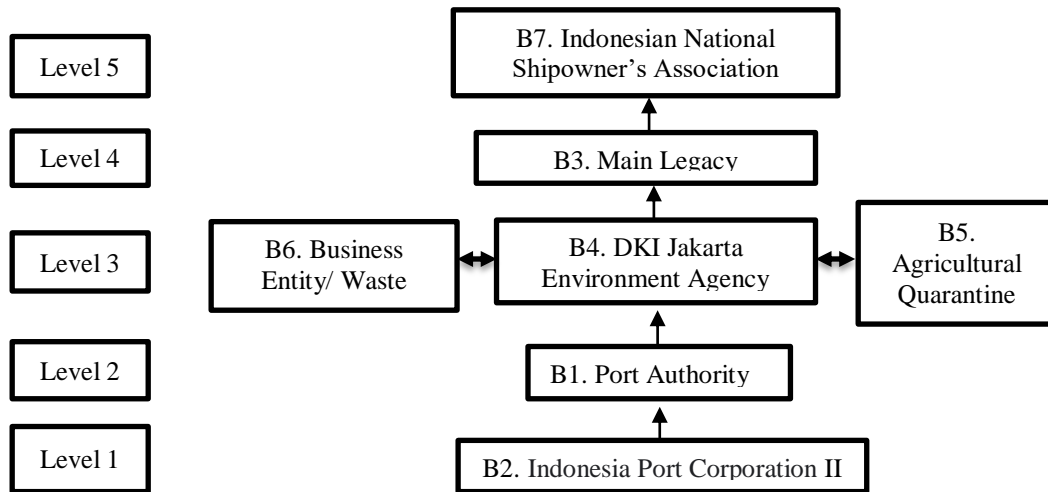 Level 5
B7. Indonesian National
Shipowner’s Association
Level 4
B3. Main Legacy
Level 3
B6. Business
Entity/ Waste
B4. DKI Jakarta
Environment Agency
B5.
Agricultural
Quarantine
Level 2
B1. Port Authority
Level 1
B2. Indonesia Port Corporation II